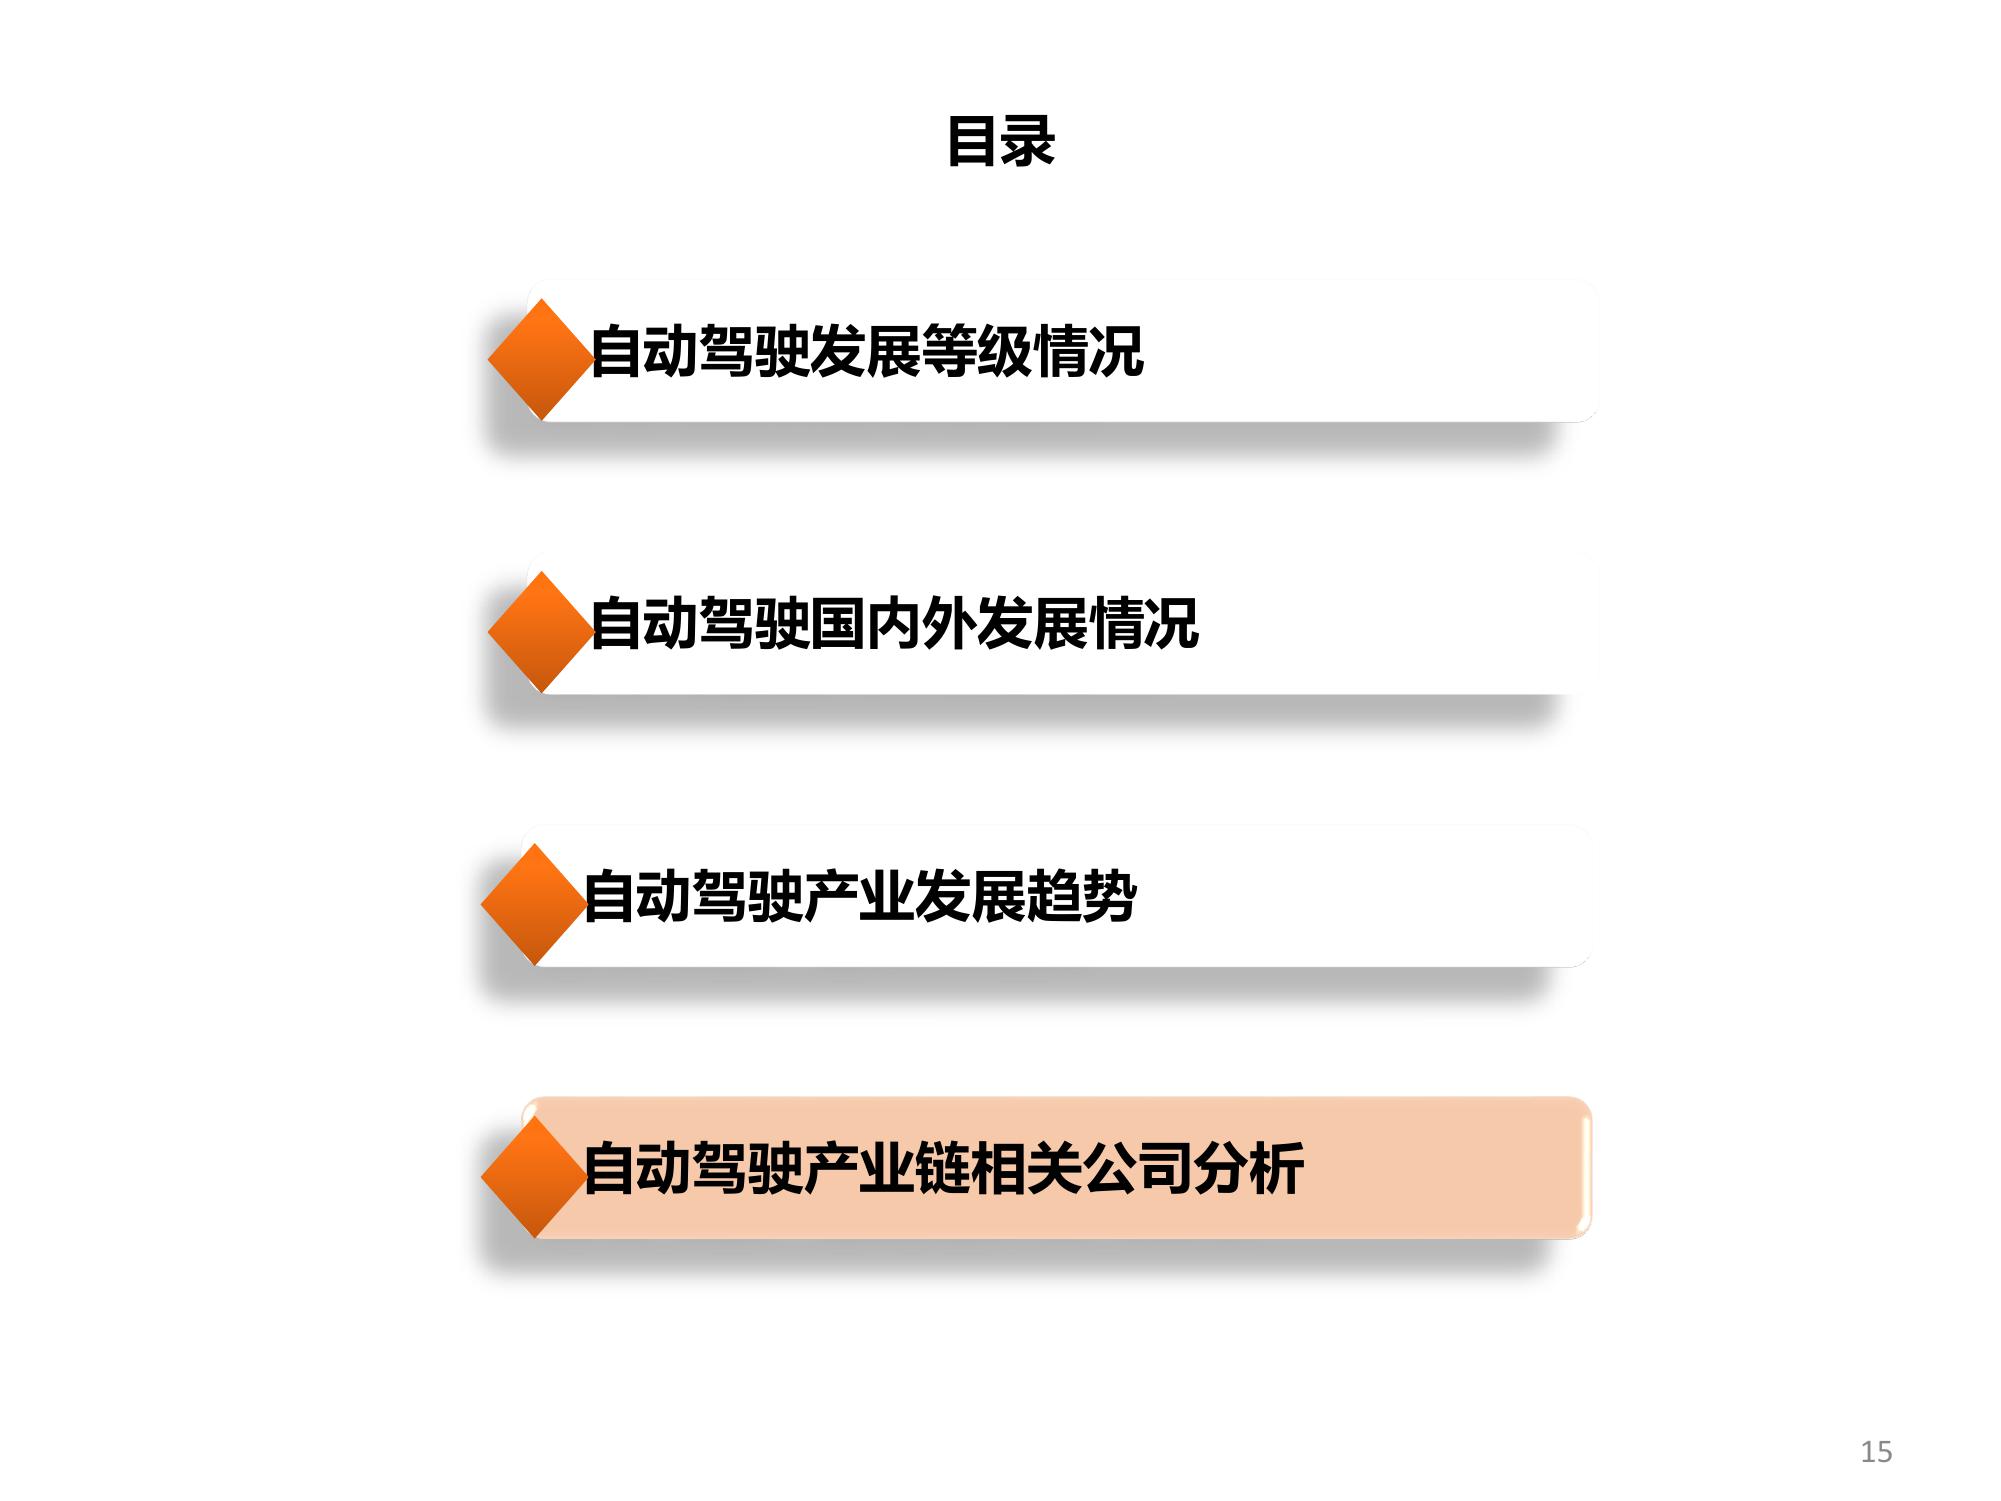 目录
自动驾驶发展等级情况
自动驾驶国内外发展情况
自动驾驶产业发展趋势
自动驾驶产业链相关公司分析
15